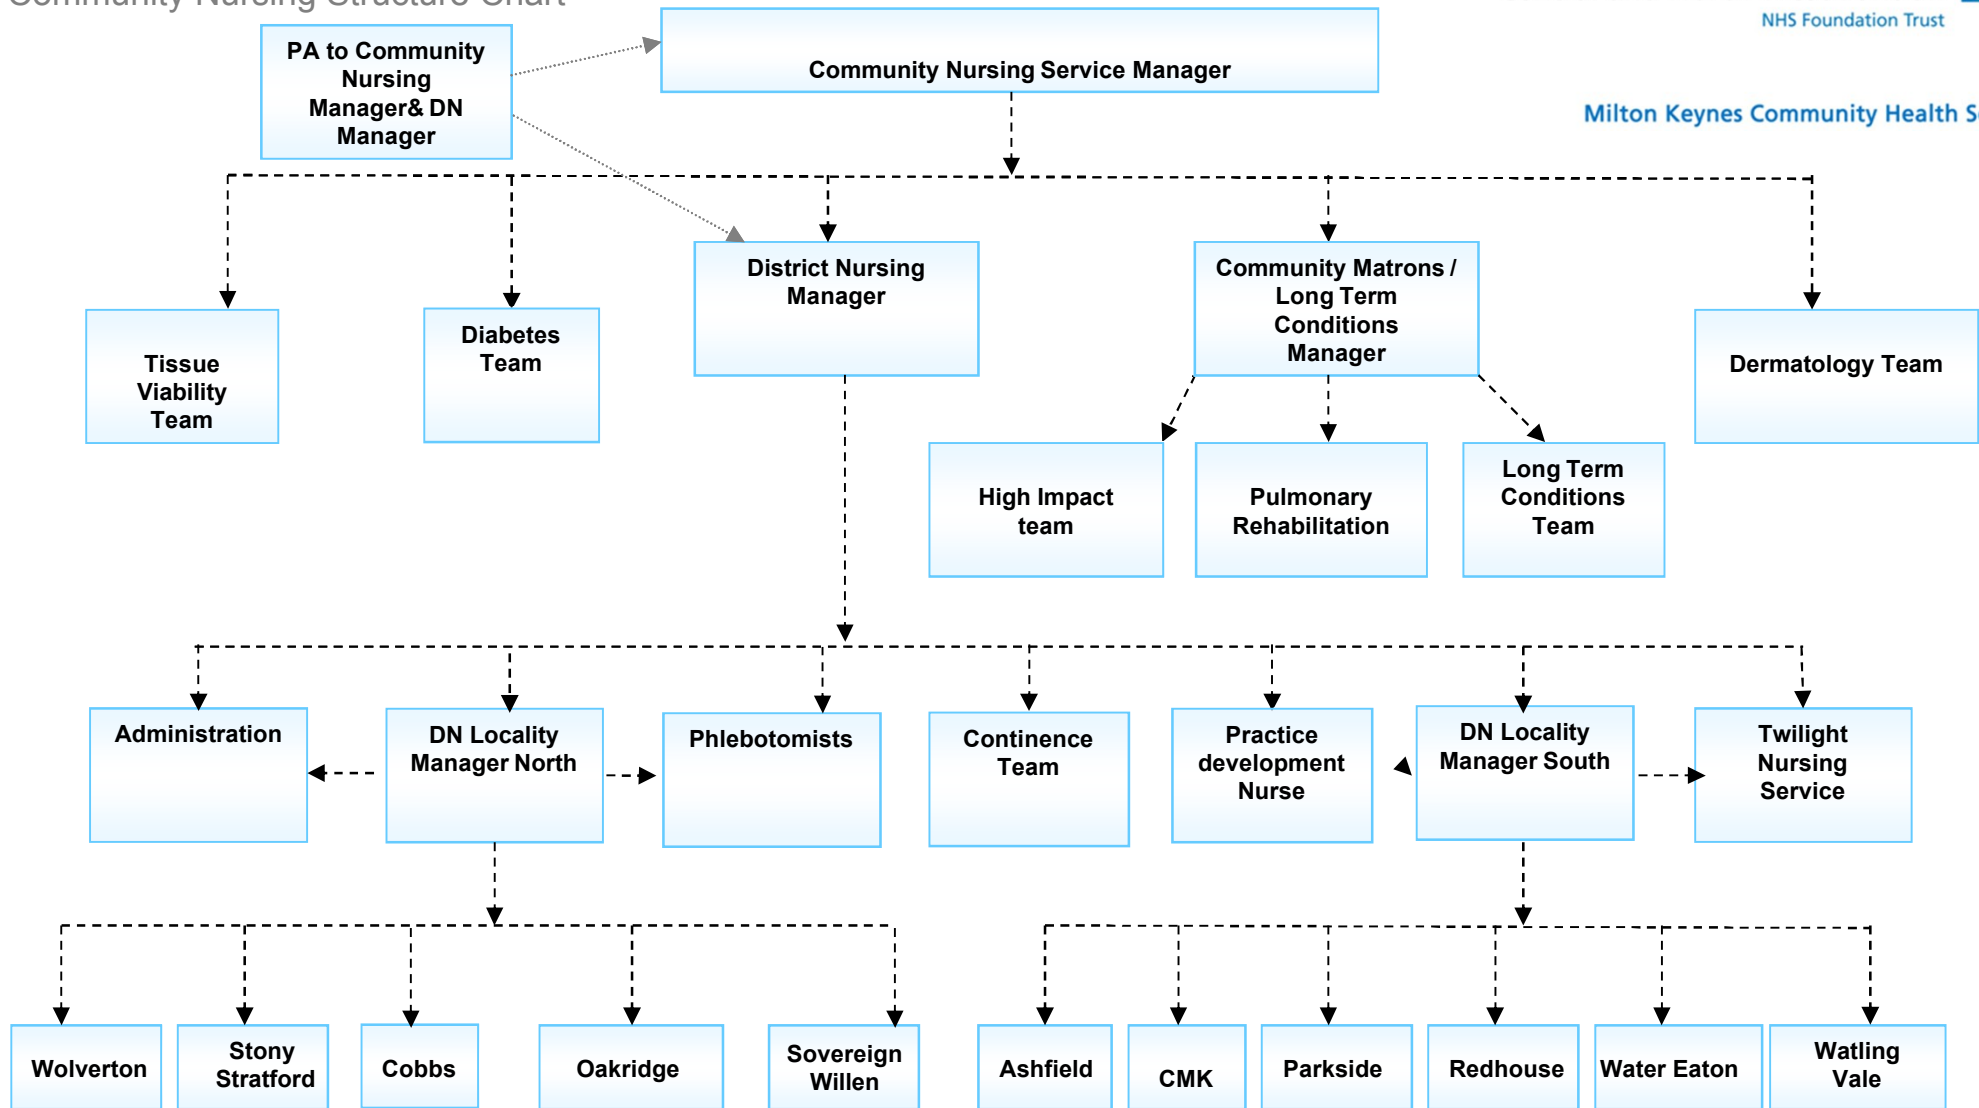 Community Nursing Structure Chart
NHS Foundation Trust
Milton Keynes Community Health
PA to Community
Nursing
Manager& DN
Manager
Community Nursing Service Manager
Tissue
Viability
Team
Diabetes
Team
District Nursing
Manager
Community Matrons /
Long Term
Conditions
Manager
Dermatology Team
High Impact
team
Pulmonary
Rehabilitation
Long Term
Conditions
Team
Administration
DN Locality
Manager North
Phlebotomists
Continence
Team
Practice
development
Nurse
DN Locality
Manager South
Twilight
Nursing
Service
Wolverton
Stony
Stratford
Cobbs
Oakridge
Sovereign
Willen
Ashfield
CMK
Parkside
Redhouse
Water Eaton
Watling
Vale